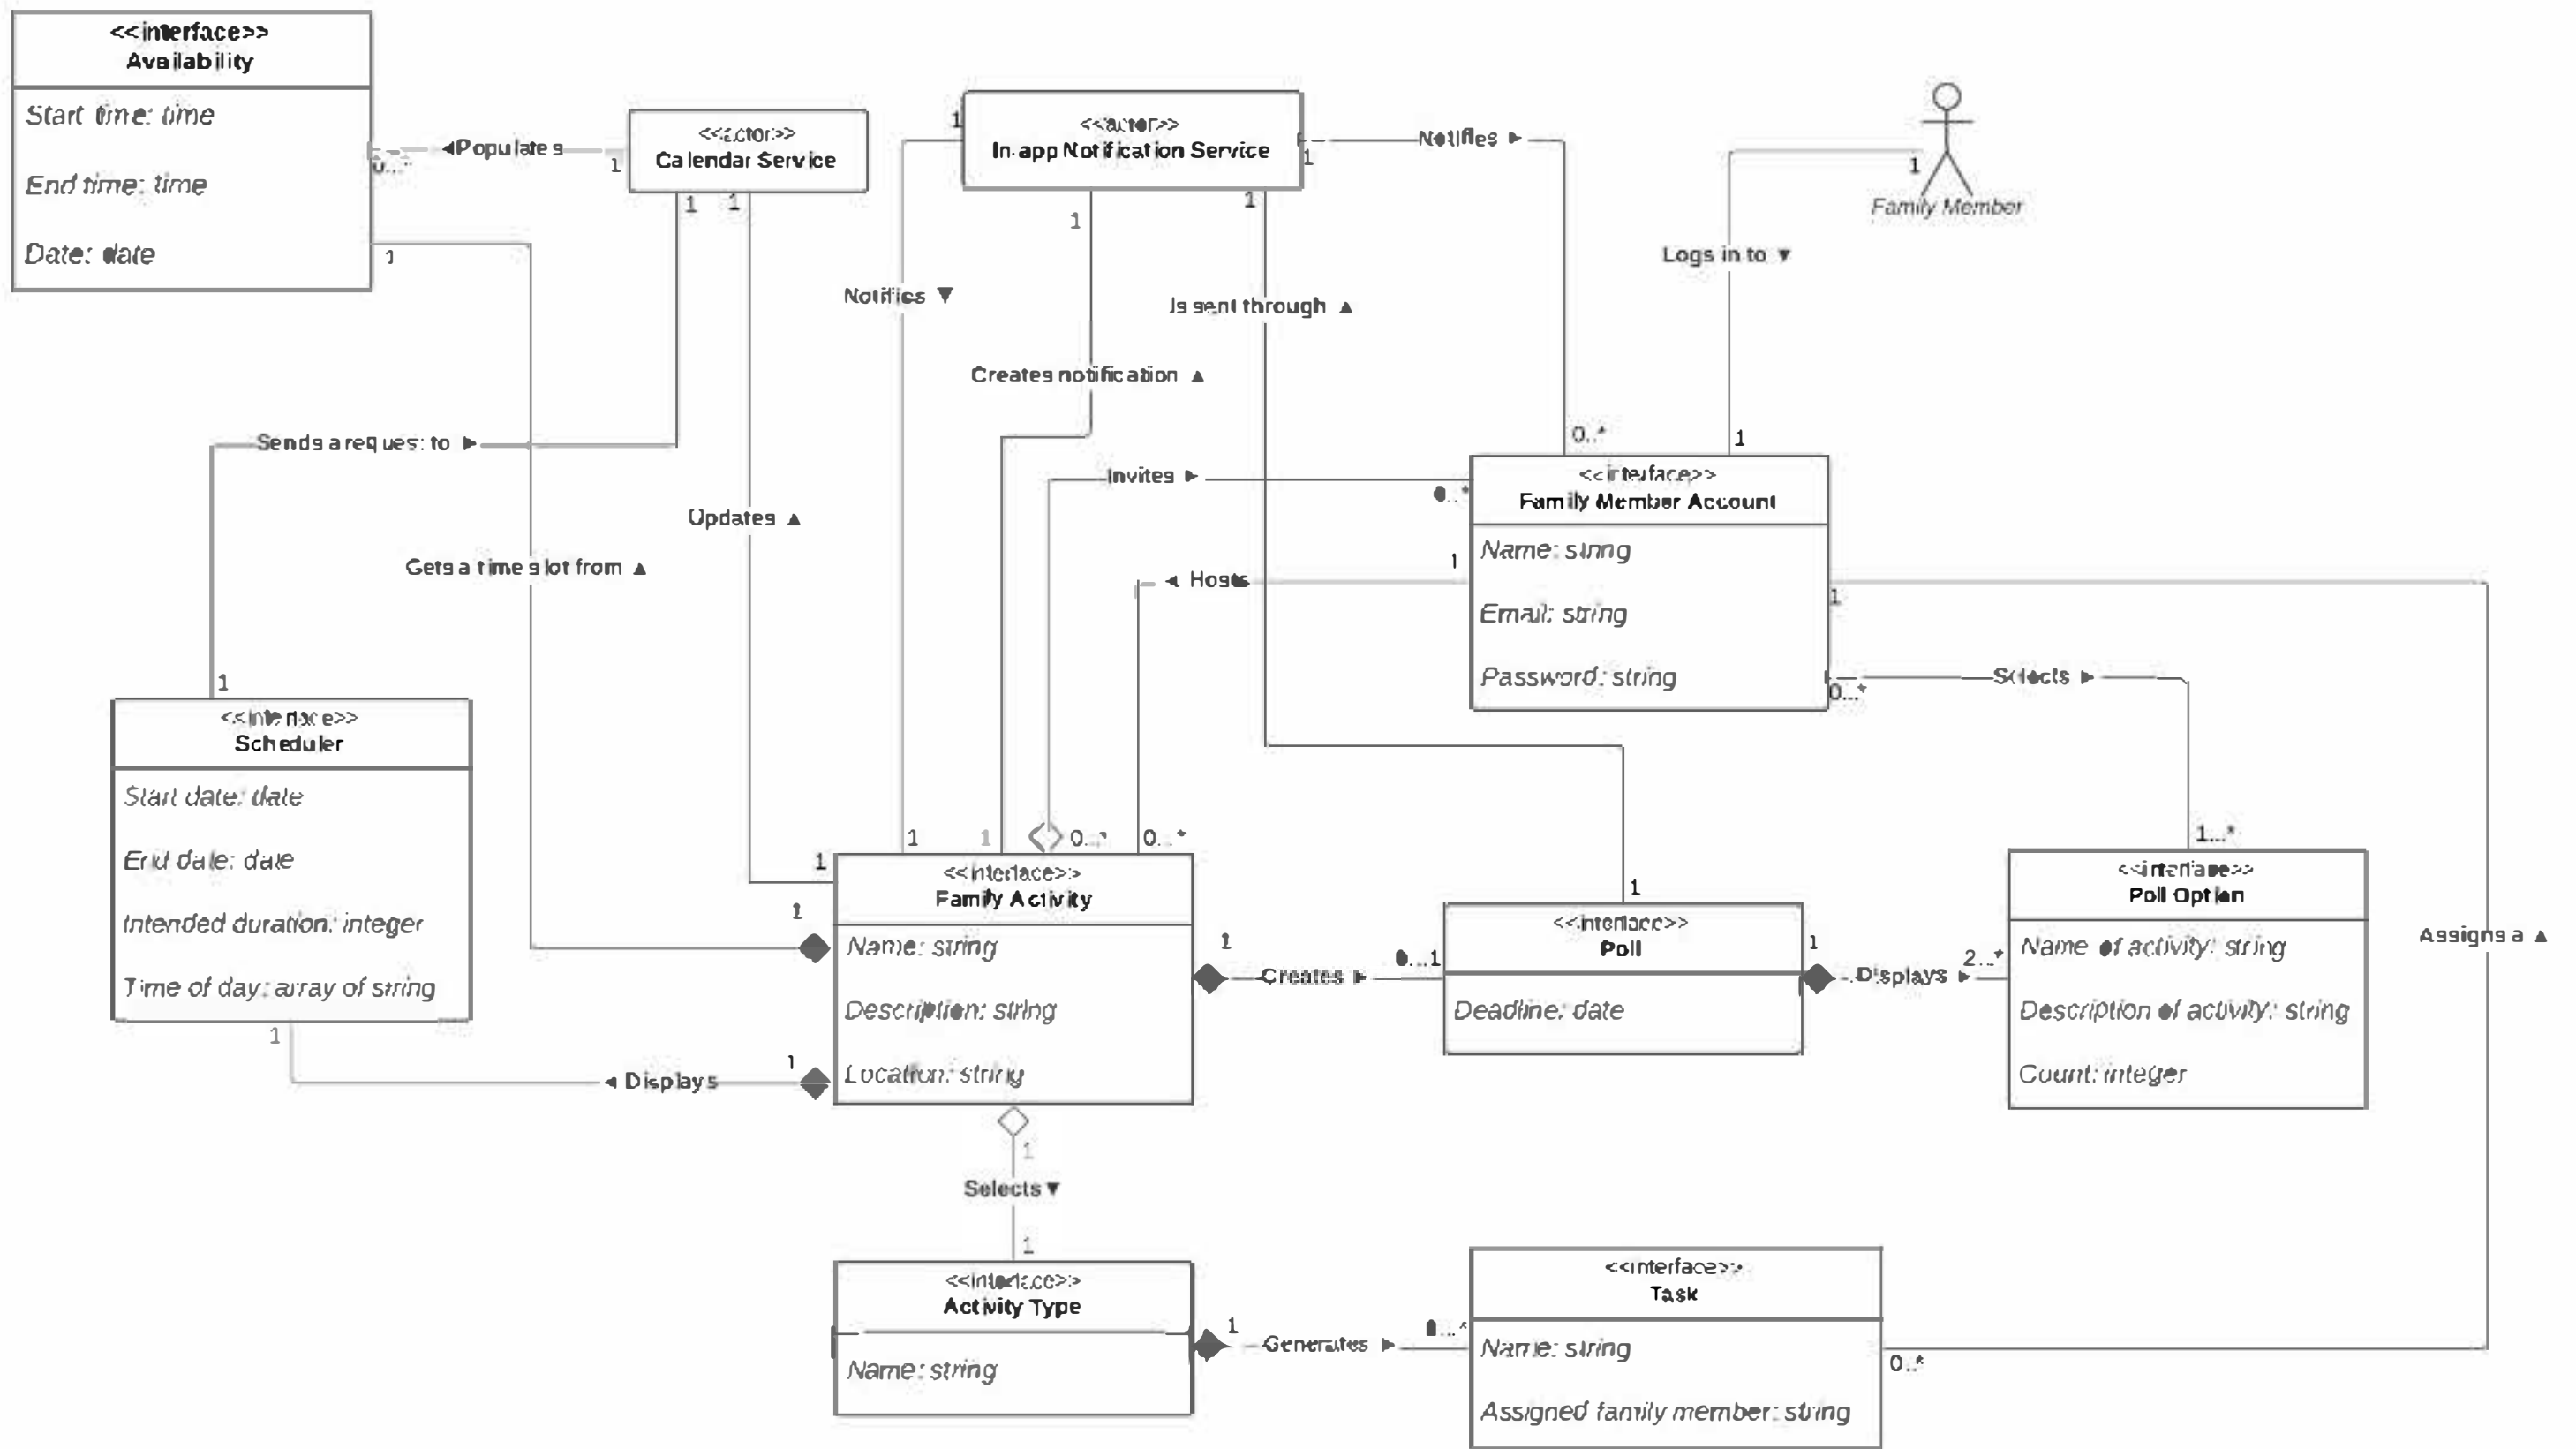 <<interface>>
Availability
Start time: time
End time: time
Date: date
◄Populates
0...*
1
<<actor>>
Calendar Service
1
1
1
<<actor>>
In-app Notification Service
1
1
1
1
Notifies ►
Notifies ▼
Creates notification ▲
Is sent through ▲
1
Family Member
Logs in to ▼
Sends a request to ►
Updates ▲
Gets a time slot from ▲
Invites ►
0..*
◄ Hosts
1
0..*
1
<<interface>>
Family Member Account
Name: string
Email: string
Password: string
1
0...*
Selects ►
1...*
1
<<interface>>
Scheduler
Start date: date
End date: date
Intended duration: integer
Time of day: array of string
1
◄ Displays
1
1
1
1
1
0...*
0...*
<<interface>>
Family Activity
Name: string
Description: string
Location: string
1
Creates ►
0...1
1
<<interface>>
Poll
Deadline: date
1
Displays ►
2...*
<<interface>>
Poll Option
Name of activity: string
Description of activity: string
Count: integer
Assigns a ▲
1
Selects ▼
1
<<interface>>
Activity Type
Name: string
1
Generates ►
0...*
<<interface>>
Task
Name: string
Assigned family member: string
0..*